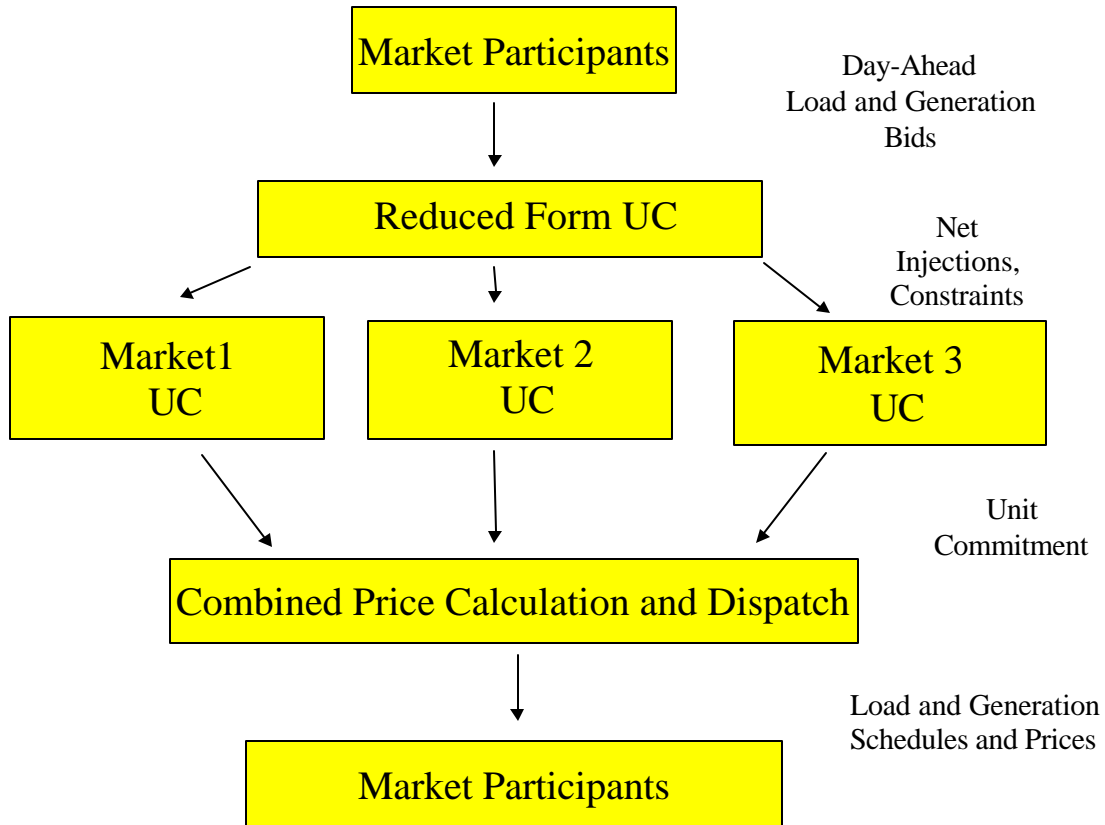 Market Participants
Day-Ahead
Load and Generation
Bids
Reduced Form UC
Net
Injections,
Constraints
Market1
UC
Market 2
UC
Market 3
UC
Unit
Commitment
Combined Price Calculation and Dispatch
Load and Generation
Schedules and Prices
Market Participants